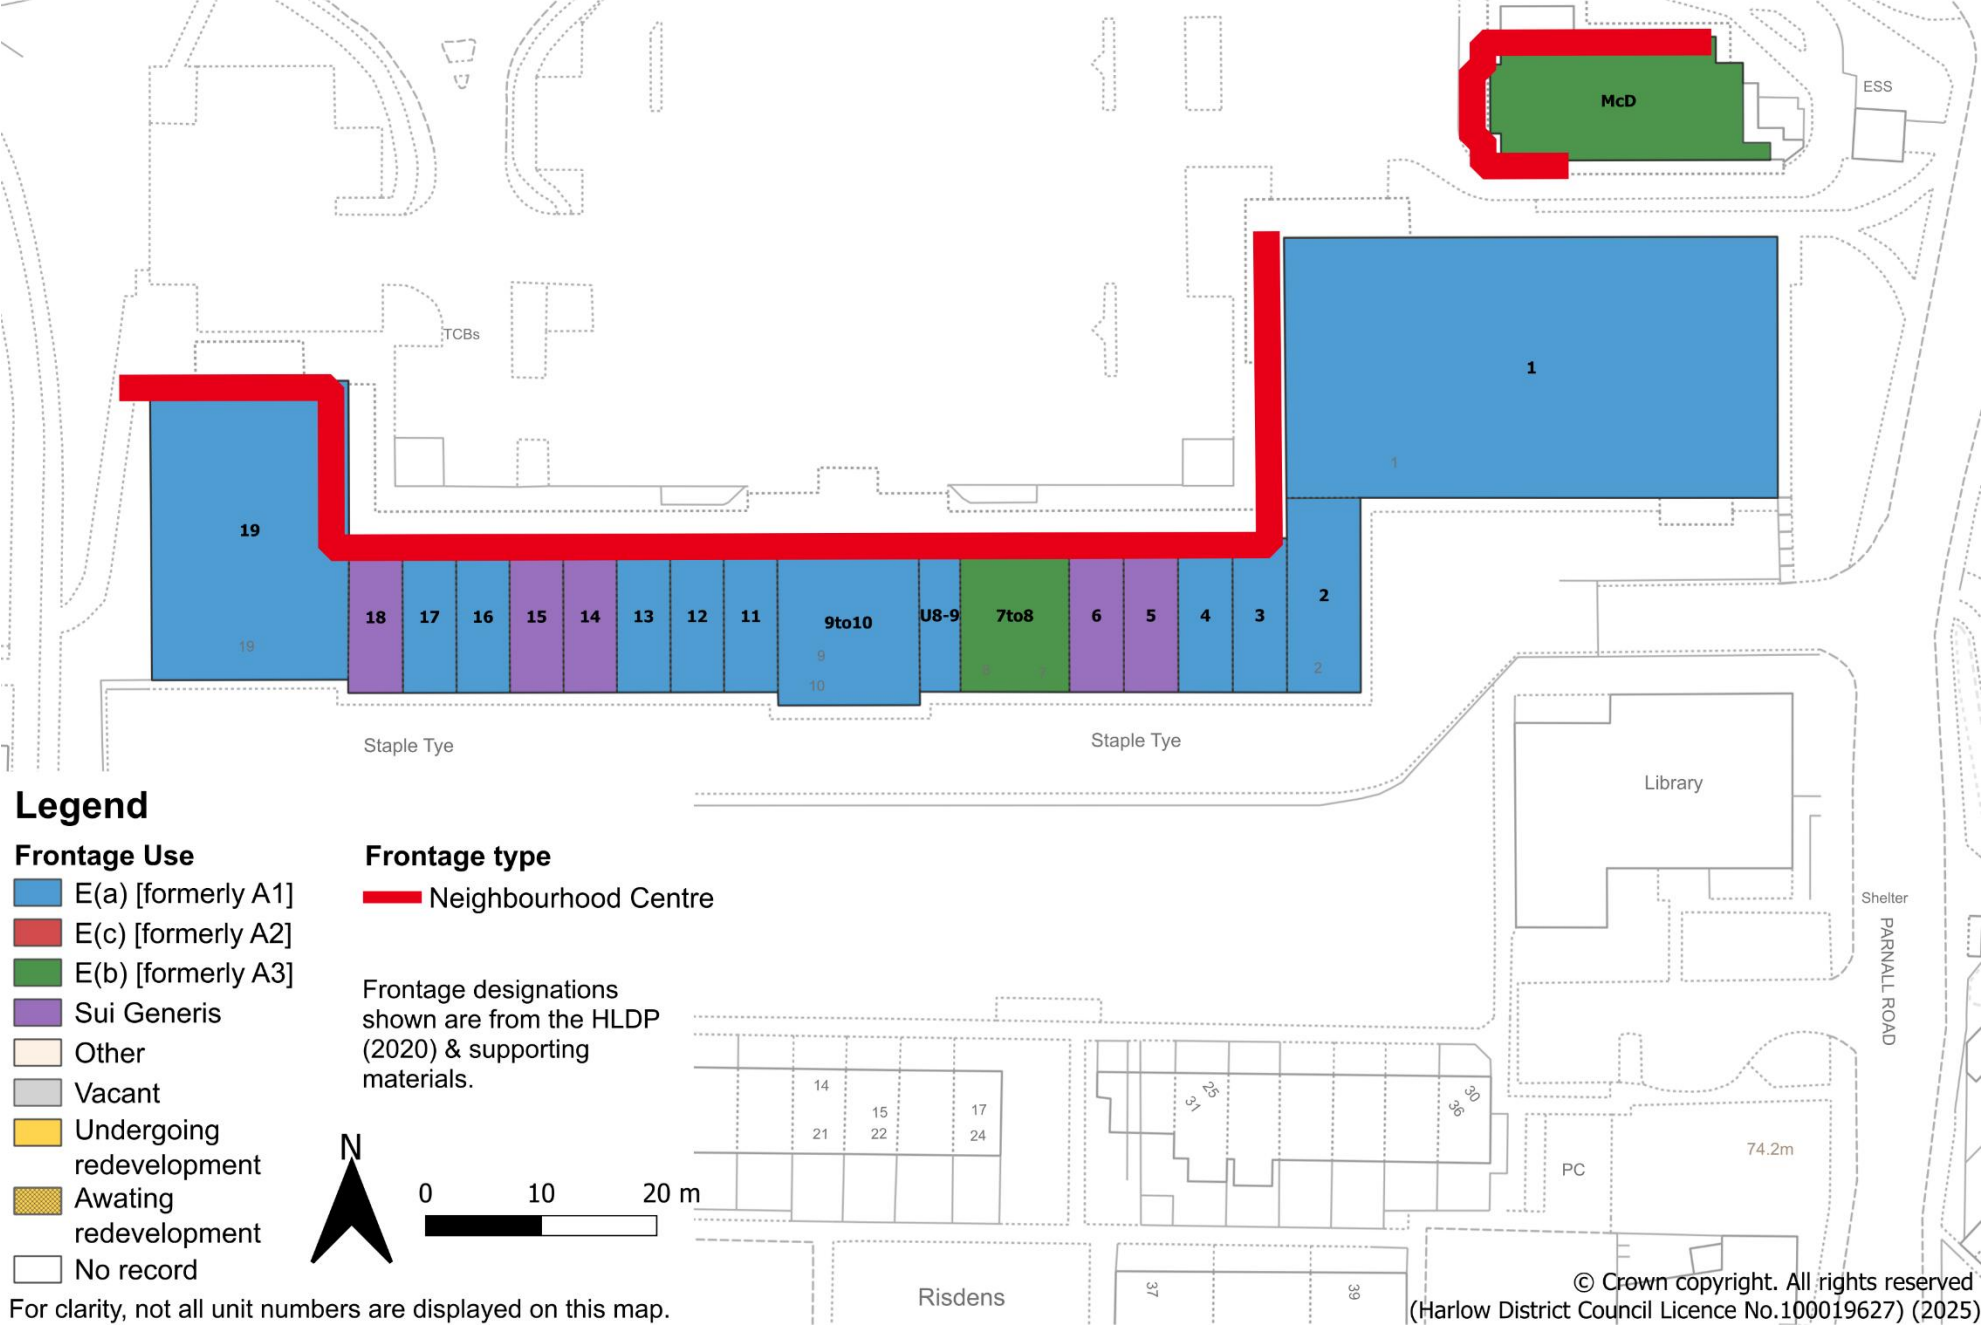 McD
ESS
1
1
TCBs
19
19
18
17
16
15
14
13
12
11
9to10
9
10
U8-9
7to8
8
7
6
5
4
3
2
2
Staple Tye
Staple Tye
Library
Shelter
PARNALL ROAD
Legend
Frontage Use
E(a) [formerly A1]
E(c) [formerly A2]
E(b) [formerly A3]
Sui Generis
Other
Vacant
Undergoing
redevelopment
Awating
redevelopment
No record
Frontage type
Neighbourhood Centre
Frontage designations
shown are from the HLDP
(2020) & supporting
materials.
N
0 10 20 m
14
15
17
21
22
24
25
31
30
36
PC
74.2m
Risdens
37
39
For clarity, not all unit numbers are displayed on this map.
© Crown copyright. All rights reserved
(Harlow District Council Licence No.100019627) (2025)